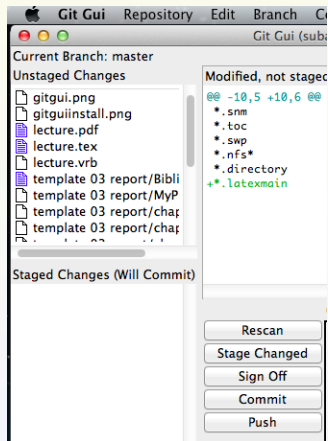 Git Gui Repository Edit Branch
Git Gui (suba
Current Branch: master
Unstaged Changes
gitgui.png
gitguiinstall.png
lecture.pdf
lecture.tex
lecture.vrb
template 03 report/Bibli
template 03 report/MyP
template 03 report/chap
template 03 report/chap
Staged Changes (Will Commit)
Modified, not staged
@@ -10,5 +10,6 @@
*.snm
*.toc
*.swp
*.nfs*
*.directory
+*.latexmain
Rescan
Stage Changed
Sign Off
Commit
Push